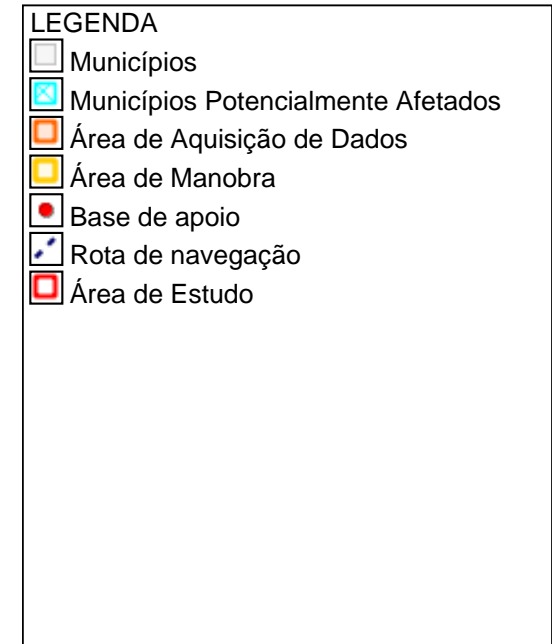 LEGENDA
Municípios
Municípios Potencialmente Afetados
Área de Aquisição de Dados
Área de Manobra
Base de apoio
Rota de navegação
Área de Estudo